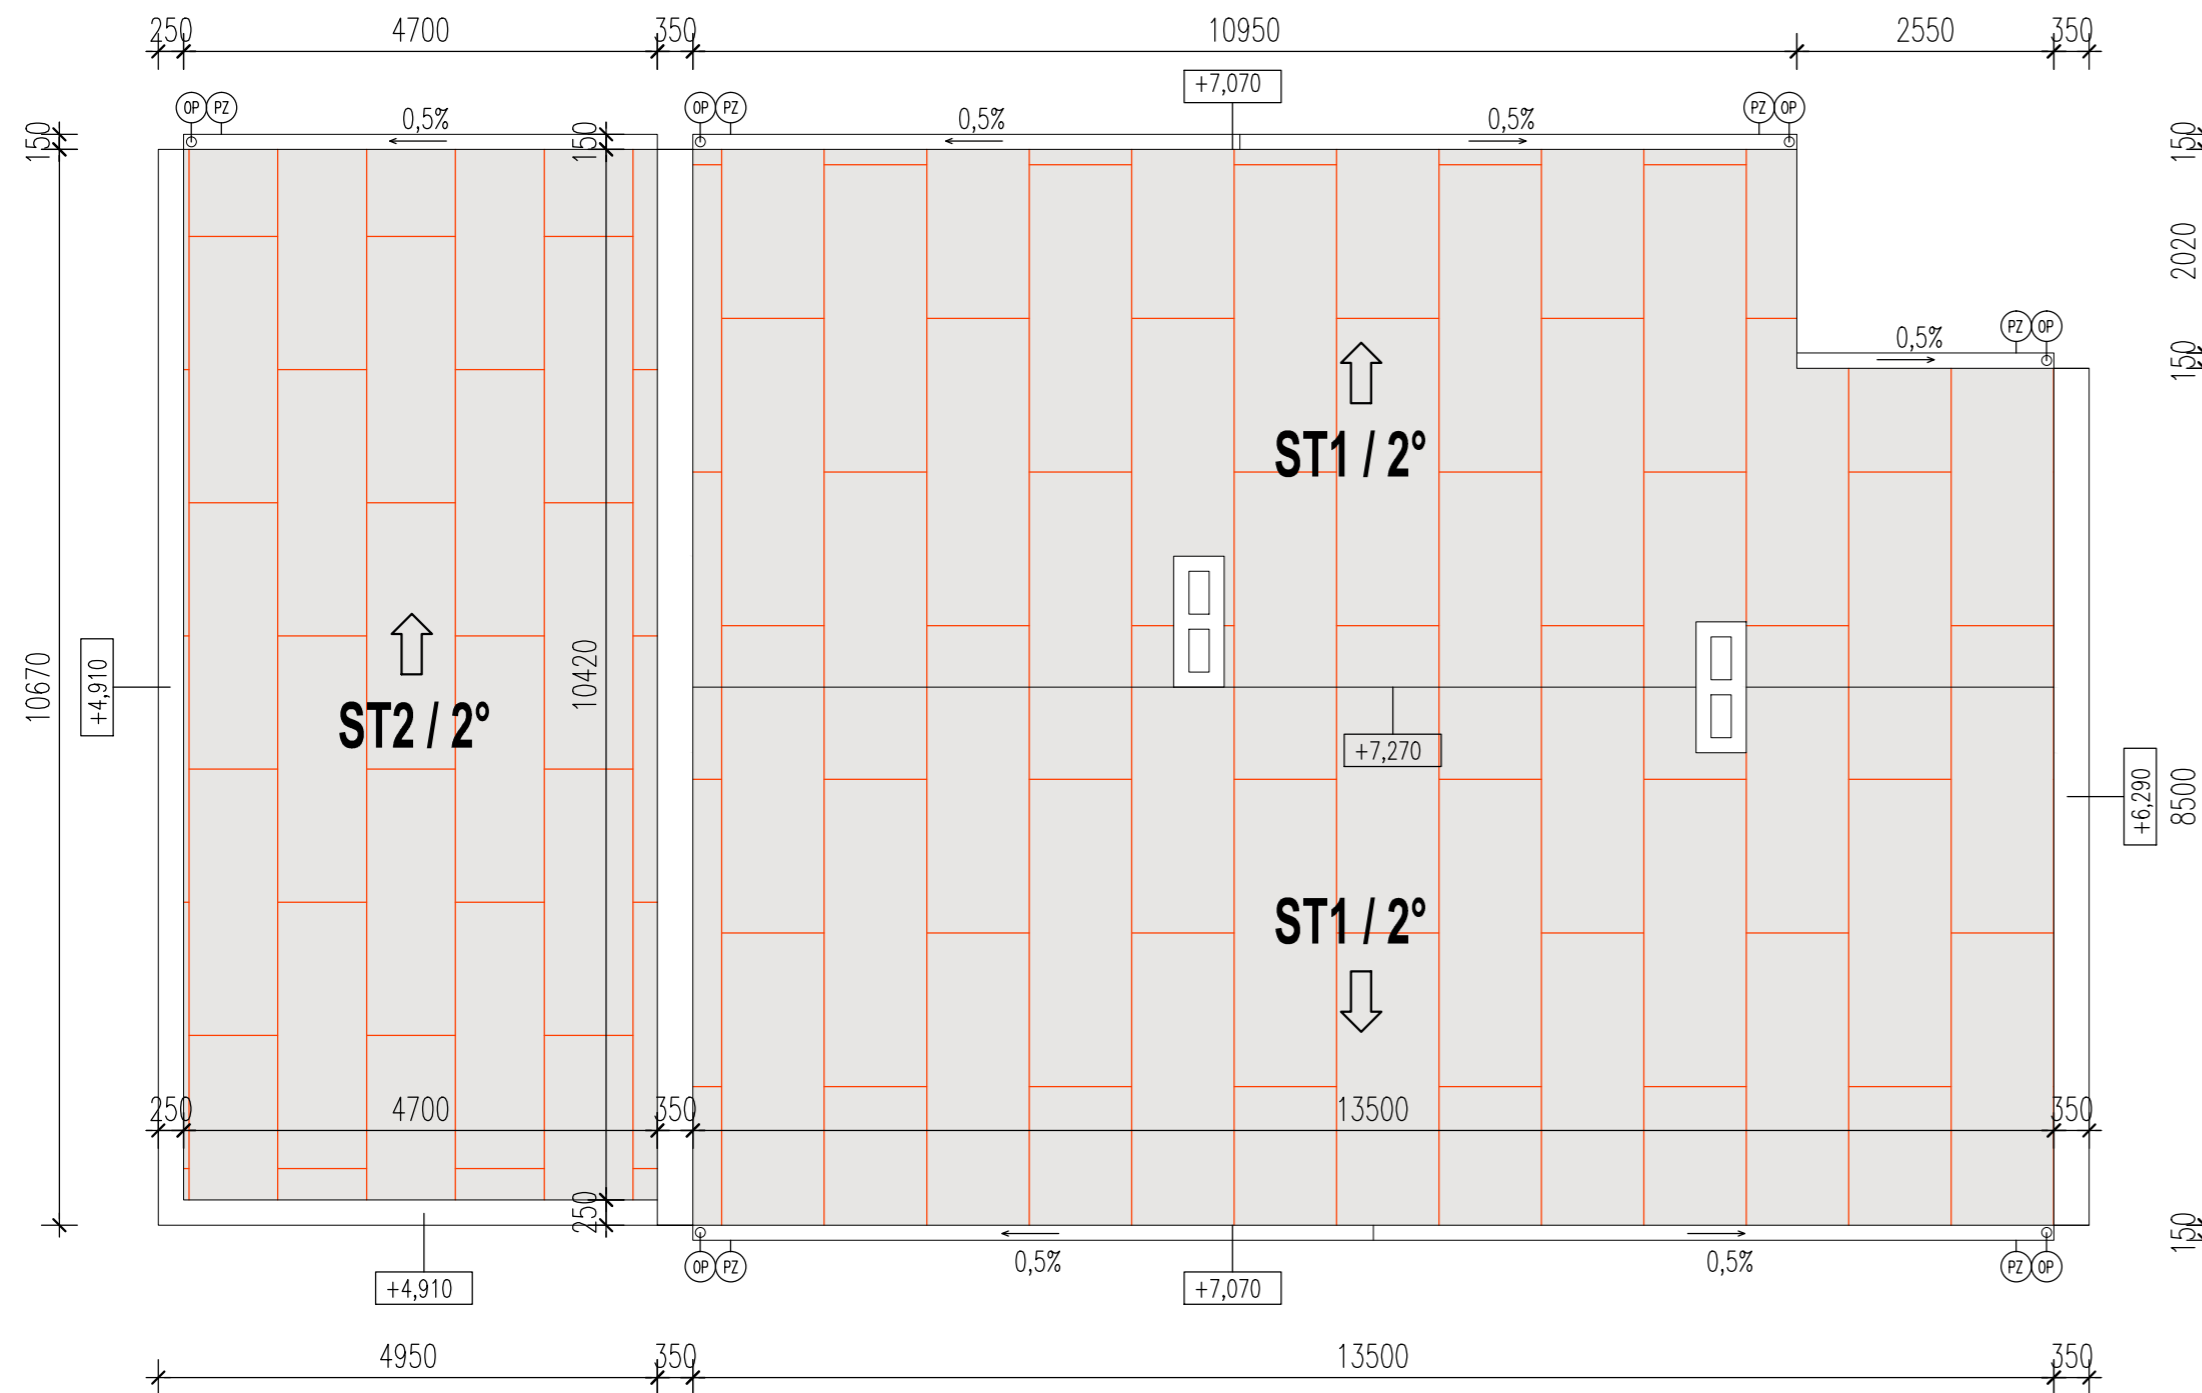 250 4700 350 10950 2550 350
+7,070
OP PZ OP PZ PZ OP
0,5% 0,5% 0,5%
150 150 150
2020
PZ OP
0,5%
150
ST1 / 2°
10670 +4,910 10420
ST2 / 2°
+7,270
+6,290 8500
ST1 / 2°
250 4700 350 13500 350
250 150
OP PZ PZ OP
0,5% 0,5%
+4,910 +7,070
4950 350 13500 350